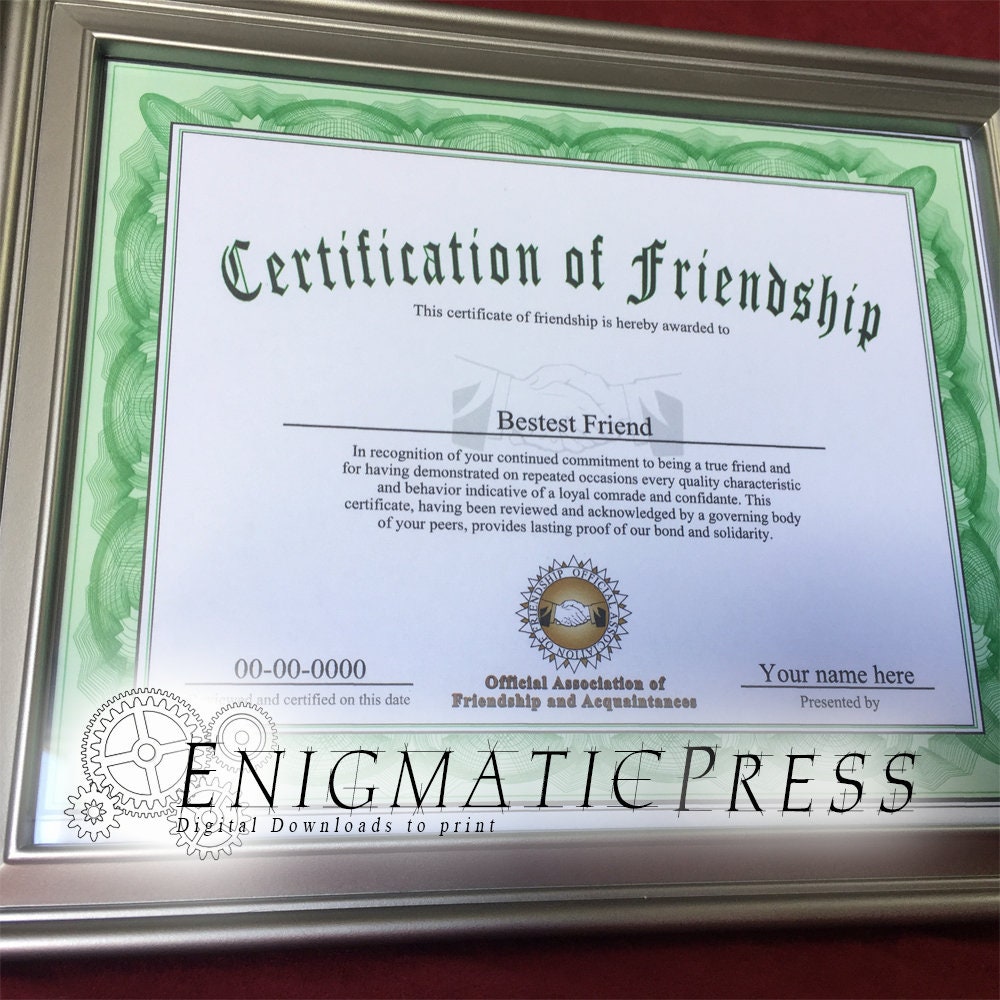 Certification of Friendship
This certificate of friendship is hereby awarded to
Bestest Friend
In recognition of your continued commitment to being a true friend and
for having demonstrated on repeated occasions every quality characteristic
and behavior indicative of a loyal comrade and confidante. This
certificate, having been reviewed and acknowledged by a governing body
of your peers, provides lasting proof of our bond and solidarity.
OFFICIAL ASSOCIATION OF FRIENDSHIP
00-00-0000
and certified on this date
Official Association of
Friendship and Acquaintances
Your name here
Presented by
ENIGMATICPRESS
Digital Downloads to print